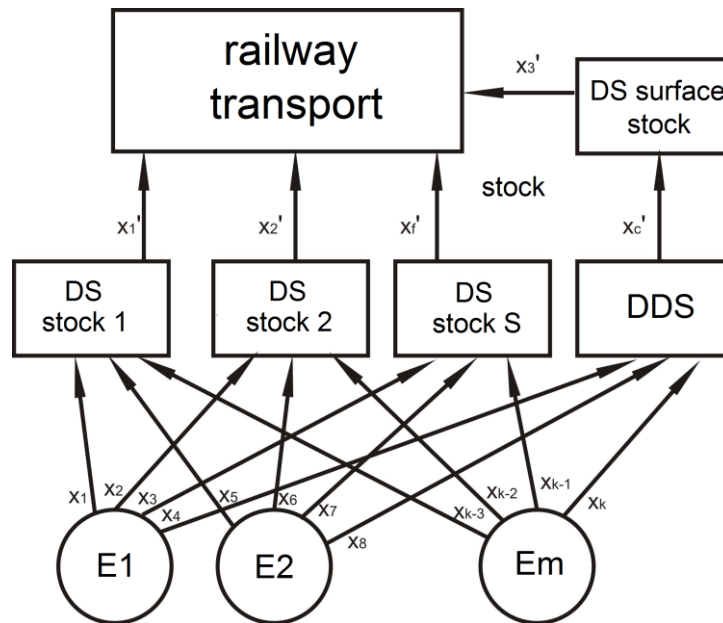 railway
transport
x3'
DS surface
stock
stock
x1'
x2'
xf'
xc'
DS
stock 1
DS
stock 2
DS
stock S
DDS
x1
x2
x3
x4
x5
x6
x7
x8
xk-3
xk-2
xk-1
xk
E1
E2
Em